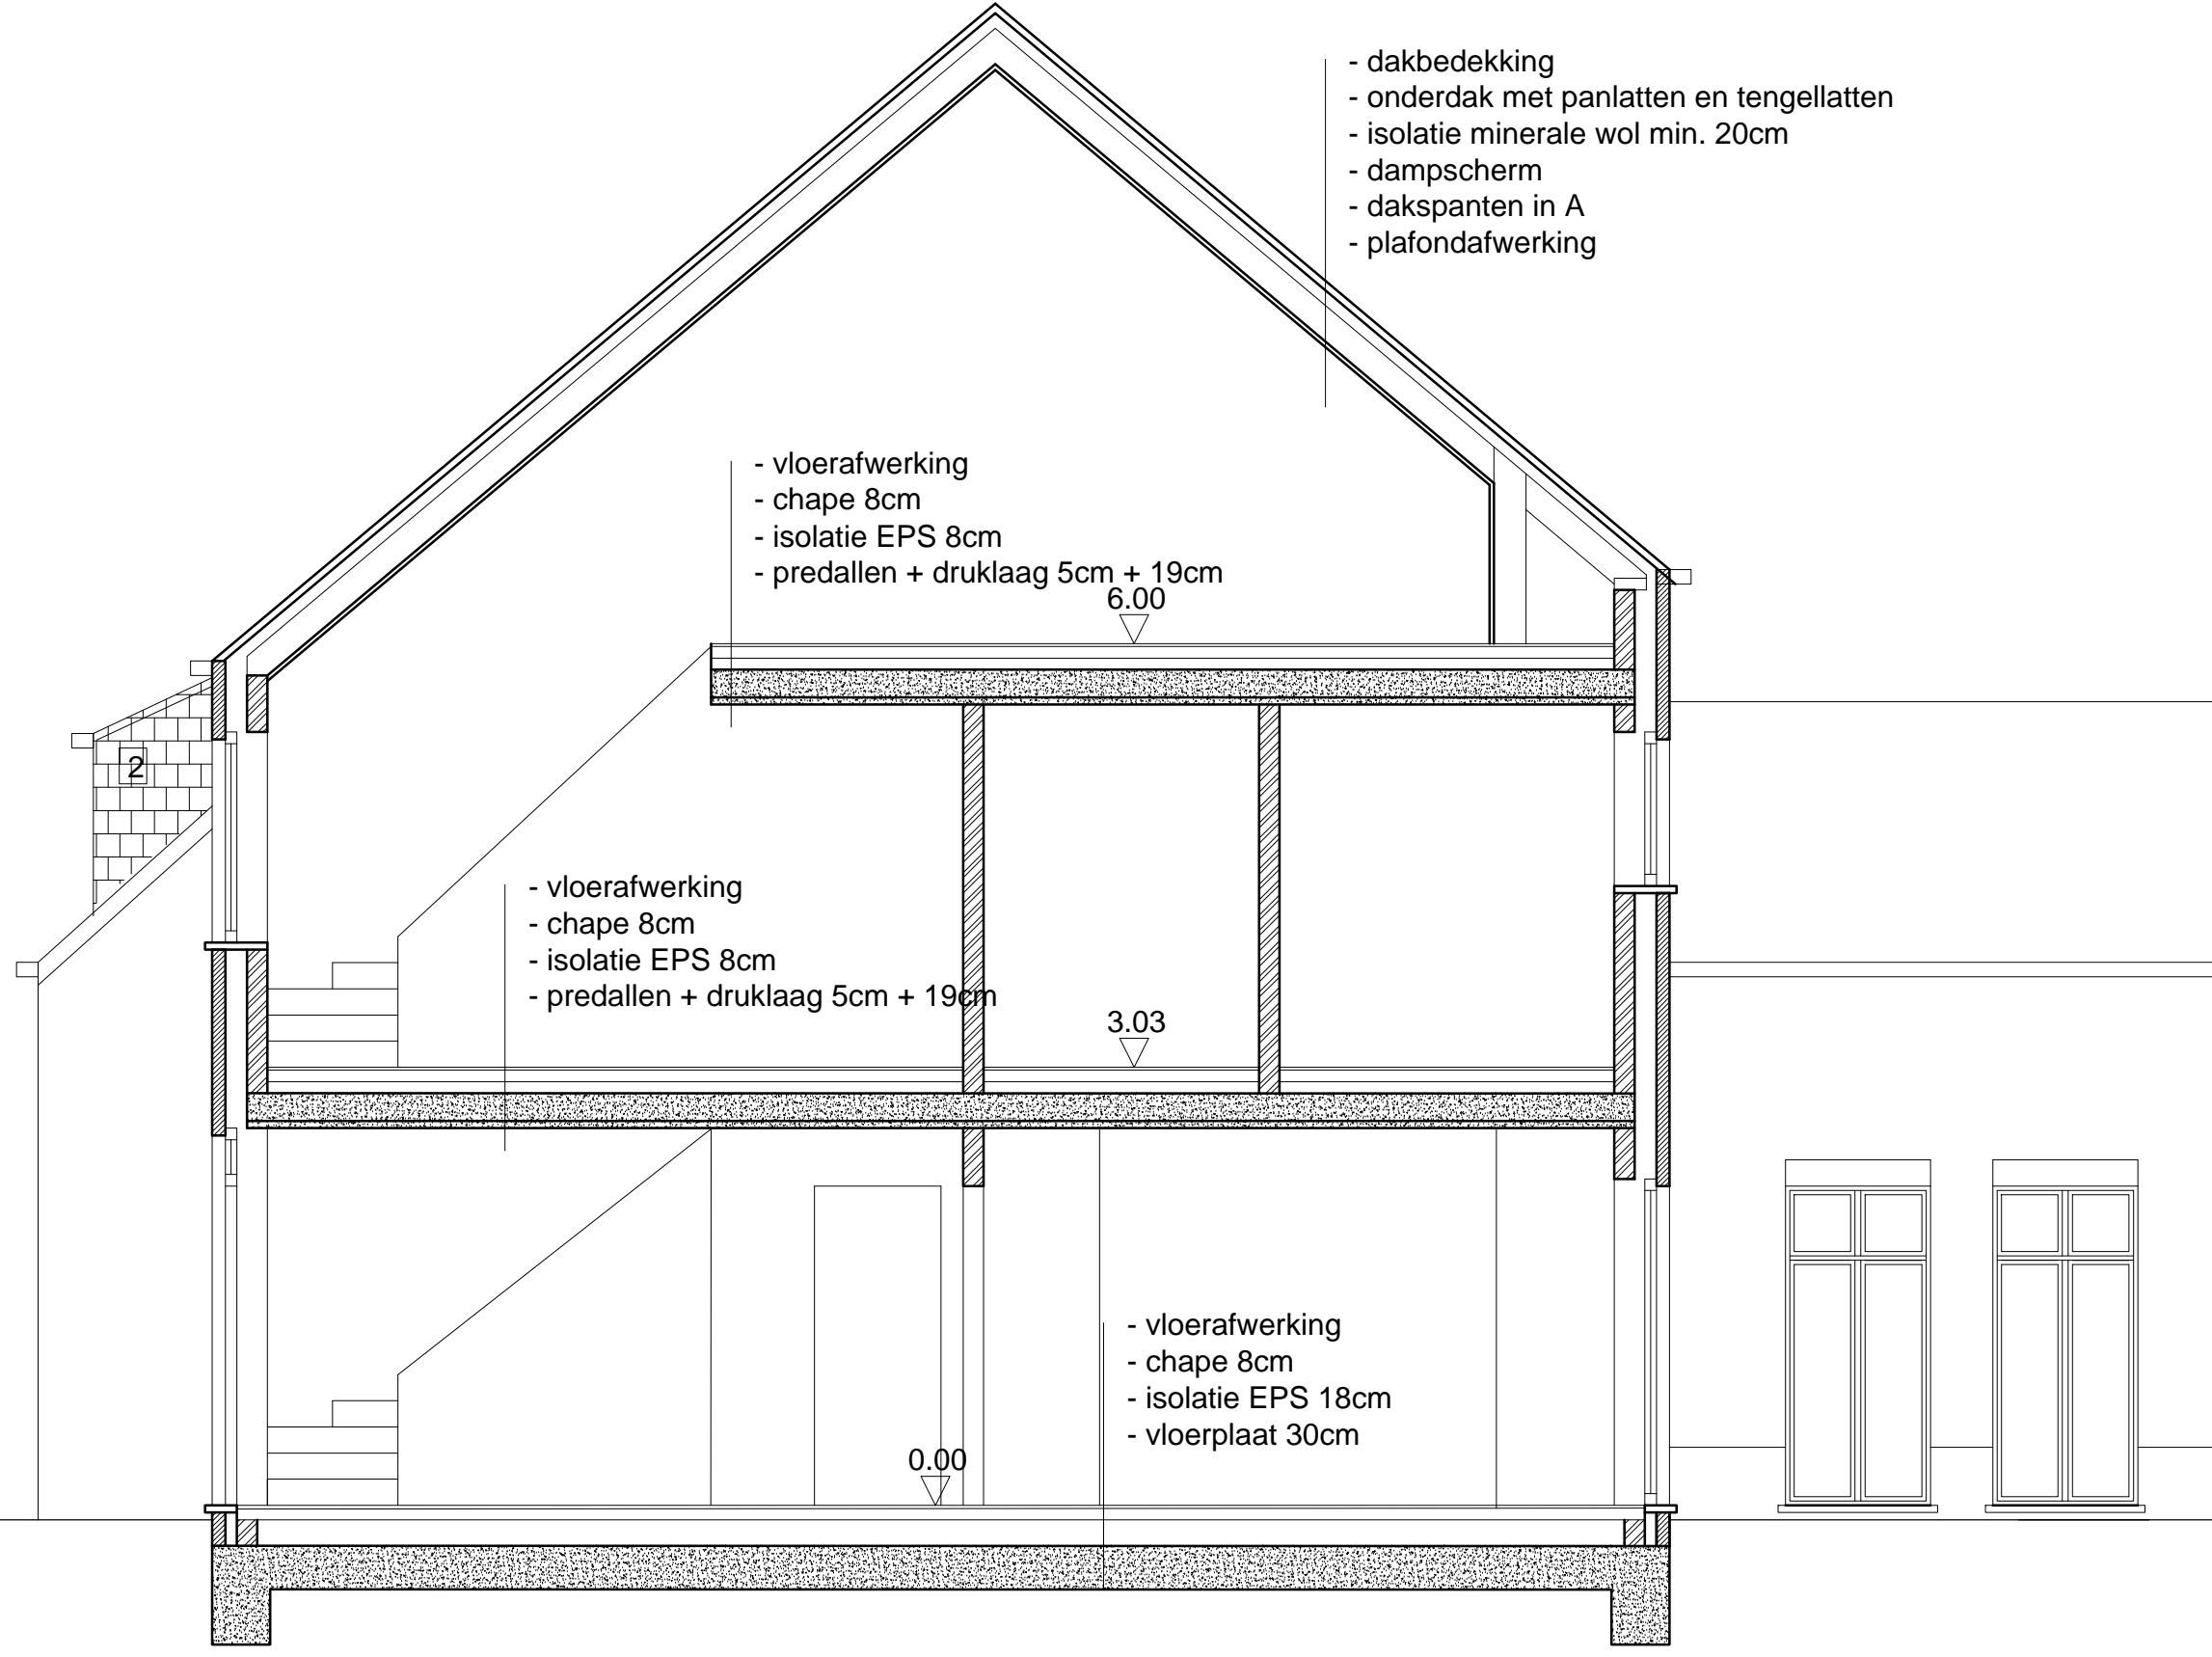 - dakbedekking
- onderdak met panlatten en tengellatten
- isolatie minerale wol min. 20cm
- dampscherm
- dakspanten in A
- plafondafwerking
- vloerafwerking
- chape 8cm
- isolatie EPS 8cm
- predallen + druklaag 5cm + 19cm
6.00
2
- vloerafwerking
- chape 8cm
- isolatie EPS 8cm
- predallen + druklaag 5cm + 19cm
3.03
- vloerafwerking
- chape 8cm
- isolatie EPS 18cm
- vloerplaat 30cm
0.00